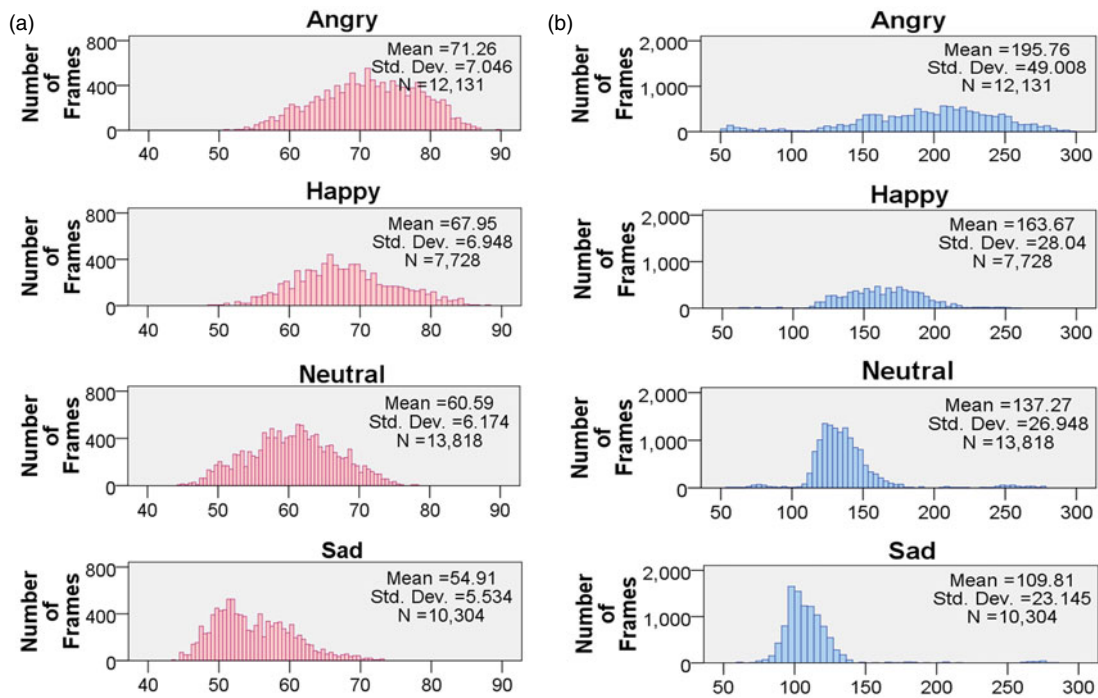 (a)
Angry
Number of Frames
800
400
0
Mean =71.26
Std. Dev. =7.046
N =12,131
40 50 60 70 80 90
Happy
Number of Frames
800
400
0
Mean =67.95
Std. Dev. =6.948
N =7,728
40 50 60 70 80 90
Neutral
Number of Frames
800
400
0
Mean =60.59
Std. Dev. =6.174
N =13,818
40 50 60 70 80 90
Sad
Number of Frames
800
400
0
Mean =54.91
Std. Dev. =5.534
N =10,304
40 50 60 70 80 90
(b)
Angry
Number of Frames
2,000
1,000
0
Mean =195.76
Std. Dev. =49.008
N =12,131
50 100 150 200 250 300
Happy
Number of Frames
2,000
1,000
0
Mean =163.67
Std. Dev. =28.04
N =7,728
50 100 150 200 250 300
Neutral
Number of Frames
2,000
1,000
0
Mean =137.27
Std. Dev. =26.948
N =13,818
50 100 150 200 250 300
Sad
Number of Frames
2,000
1,000
0
Mean =109.81
Std. Dev. =23.145
N =10,304
50 100 150 200 250 300